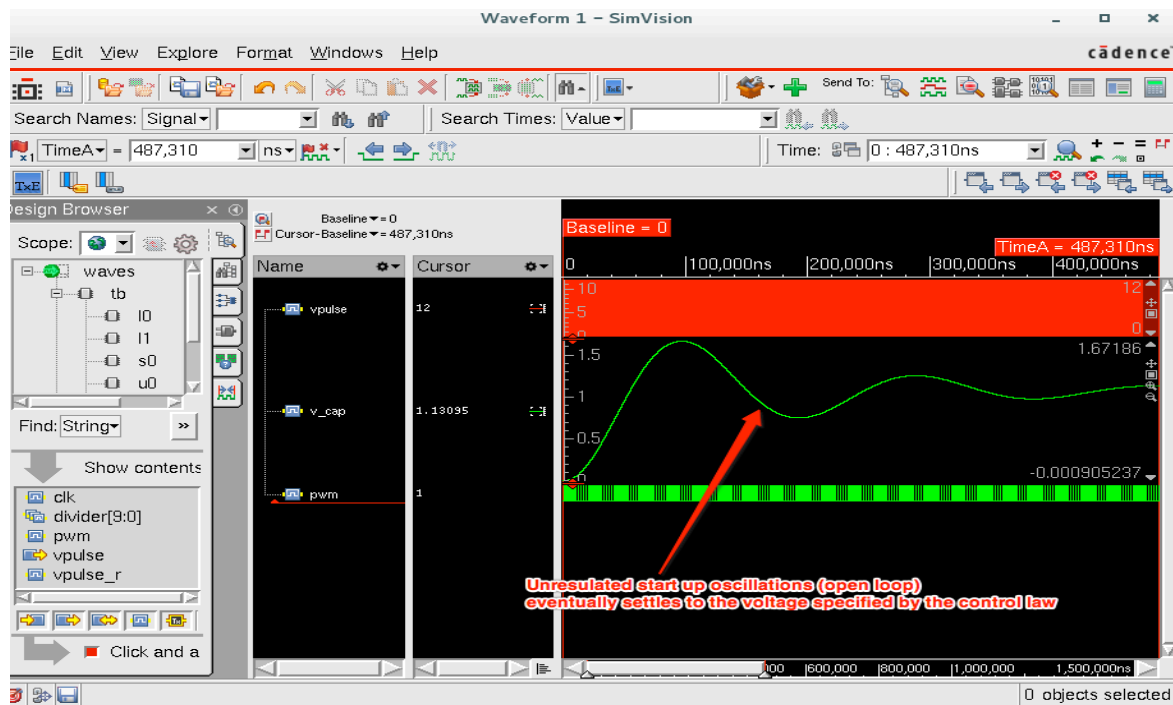 Waveform 1 – SimVision
File Edit View Explore Format Windows Help
cādence
Send To:
Search Names: Signal Search Times: Value
TimeA = 487,310 ns Time: 0 : 487,310ns
TxE
Design Browser
Scope:
waves
tb
l0
l1
s0
u0
Find: String »
Show contents
clk
divider[9:0]
pwm
vpulse
vpulse_r
Click and a
Baseline = 0
Cursor-Baseline = 487,310ns
Name Cursor
vpulse 12
v_cap 1.13095
pwm 1
Baseline = 0
TimeA = 487,310ns
0 100,000ns 200,000ns 300,000ns 400,000ns
10 12
5
0 0
1.5 1.67186
1
0.5
0 -0.000905237
Unresulated start up oscillations (open loop)
eventually settles to the voltage specified by the control law
600,000 800,000 1,000,000 1,500,000ns
0 objects selected